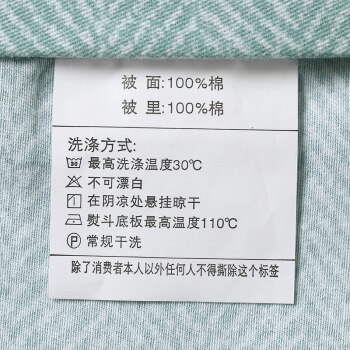 被 面:100%棉
被 里:100%棉
洗涤方式:
30 最高洗涤温度30℃
不可漂白
在阴凉处悬挂晾干
熨斗底板最高温度110℃
P 常规干洗
除了消费者本人以外任何人不得撕除这个标签